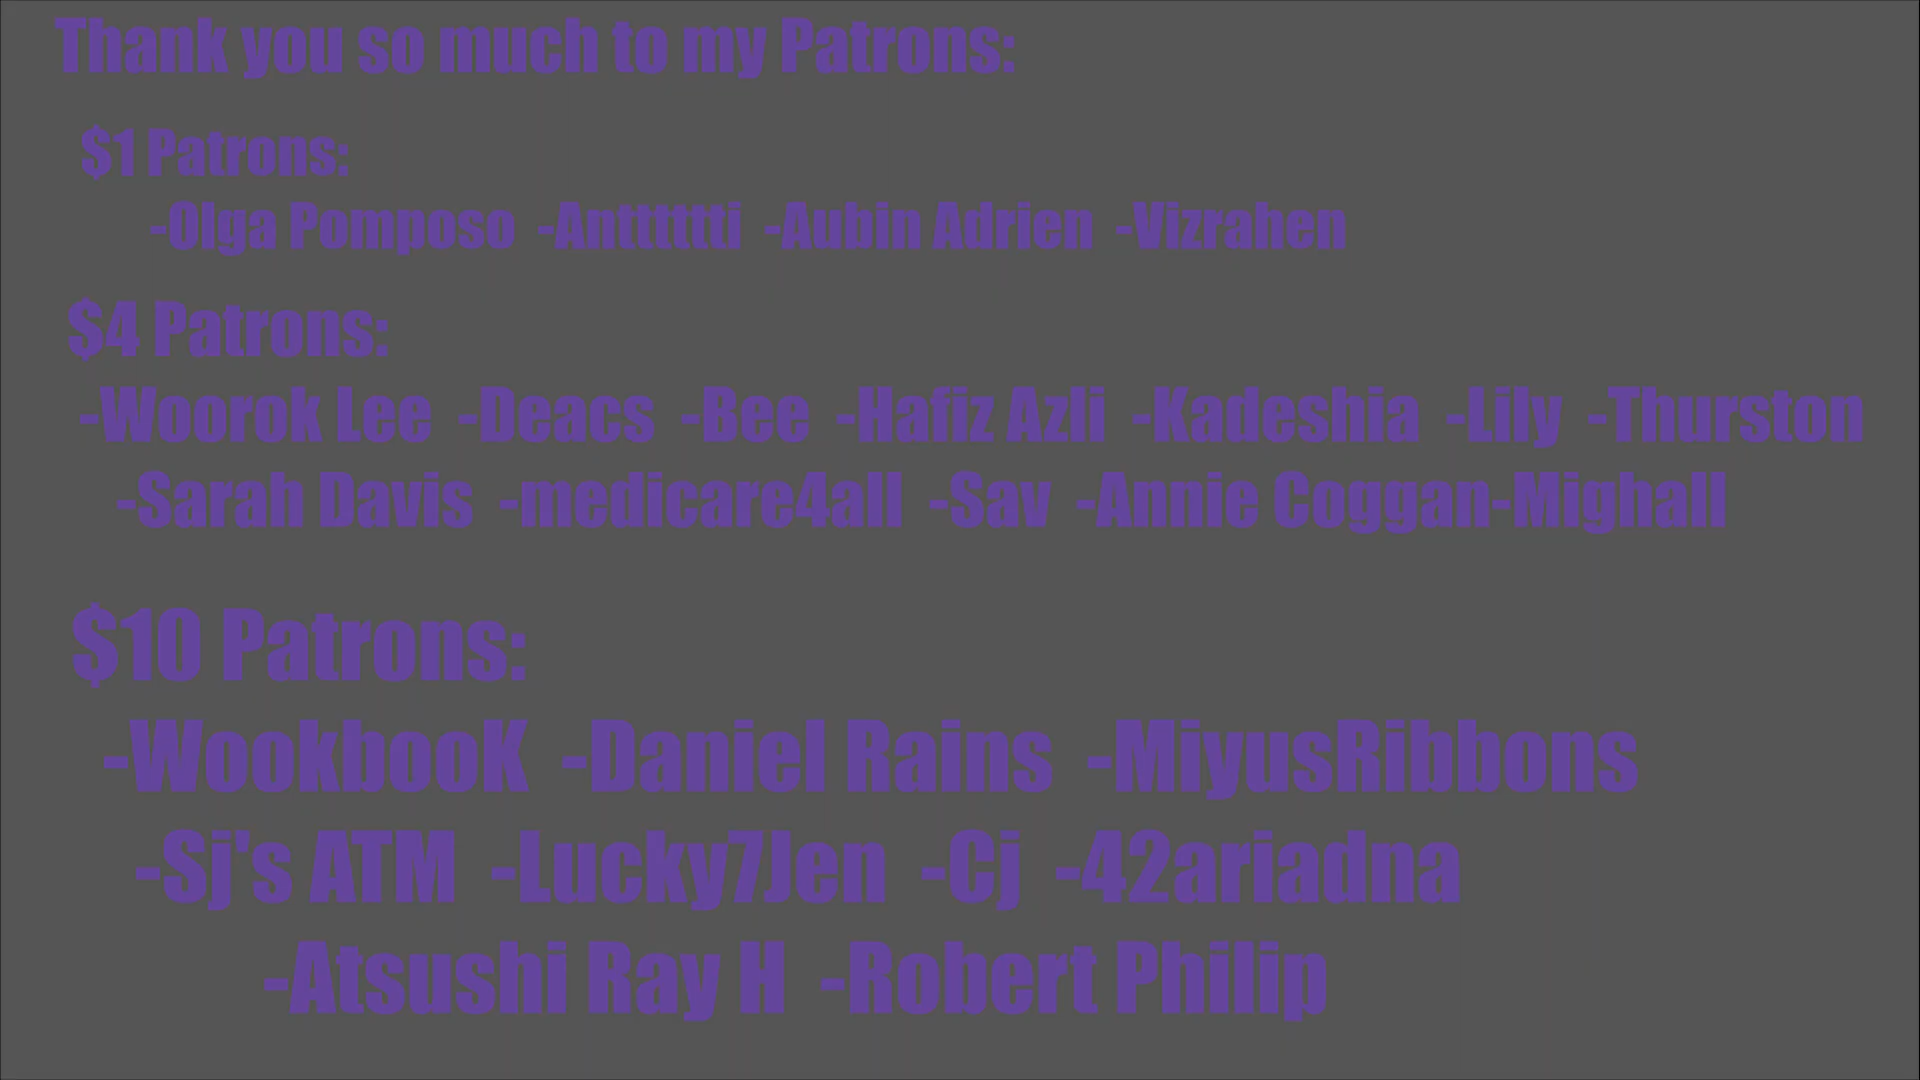 Thank you so much to my Patrons:
$1 Patrons:
-Olga Pomposo -Anttttttti -Aubin Adrien -Vizrahen
$4 Patrons:
-Woorok Lee -Deacs -Bee -Hafiz Azli -Kadeshia -Lily -Thurston
-Sarah Davis -medicare4all -Sav -Annie Coggan-Mighall
$10 Patrons:
-WookbooK -Daniel Rains -MiyusRibbons
-Sj's ATM -Lucky7Jen -Cj -42ariadna
-Atsushi Ray H -Robert Philip